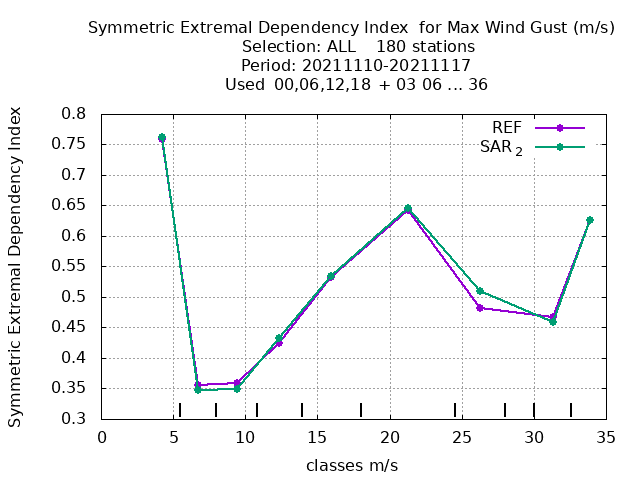 Symmetric Extremal Dependency Index for Max Wind Gust (m/s)
Selection: ALL 180 stations
Period: 20211110-20211117
Used 00,06,12,18 + 03 06 ... 36
Symmetric Extremal Dependency Index
0.8
0.75
0.7
0.65
0.6
0.55
0.5
0.45
0.4
0.35
0.3
REF
SAR2
0 5 10 15 20 25 30 35
classes m/s